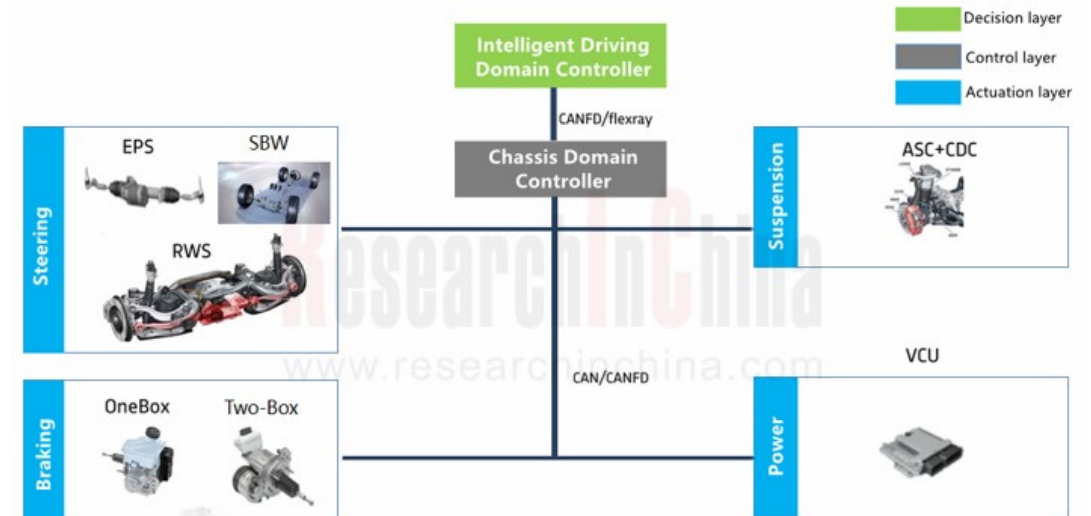 Intelligent Driving
Domain Controller
Decision layer
Control layer
Actuation layer
CANFD/flexray
Chassis Domain
Controller
Steering
EPS
SBW
RWS
Suspension
ASC+CDC
ResearchInChina
www.researchinchina.com
CAN/CANFD
Braking
OneBox
Two-Box
Power
VCU